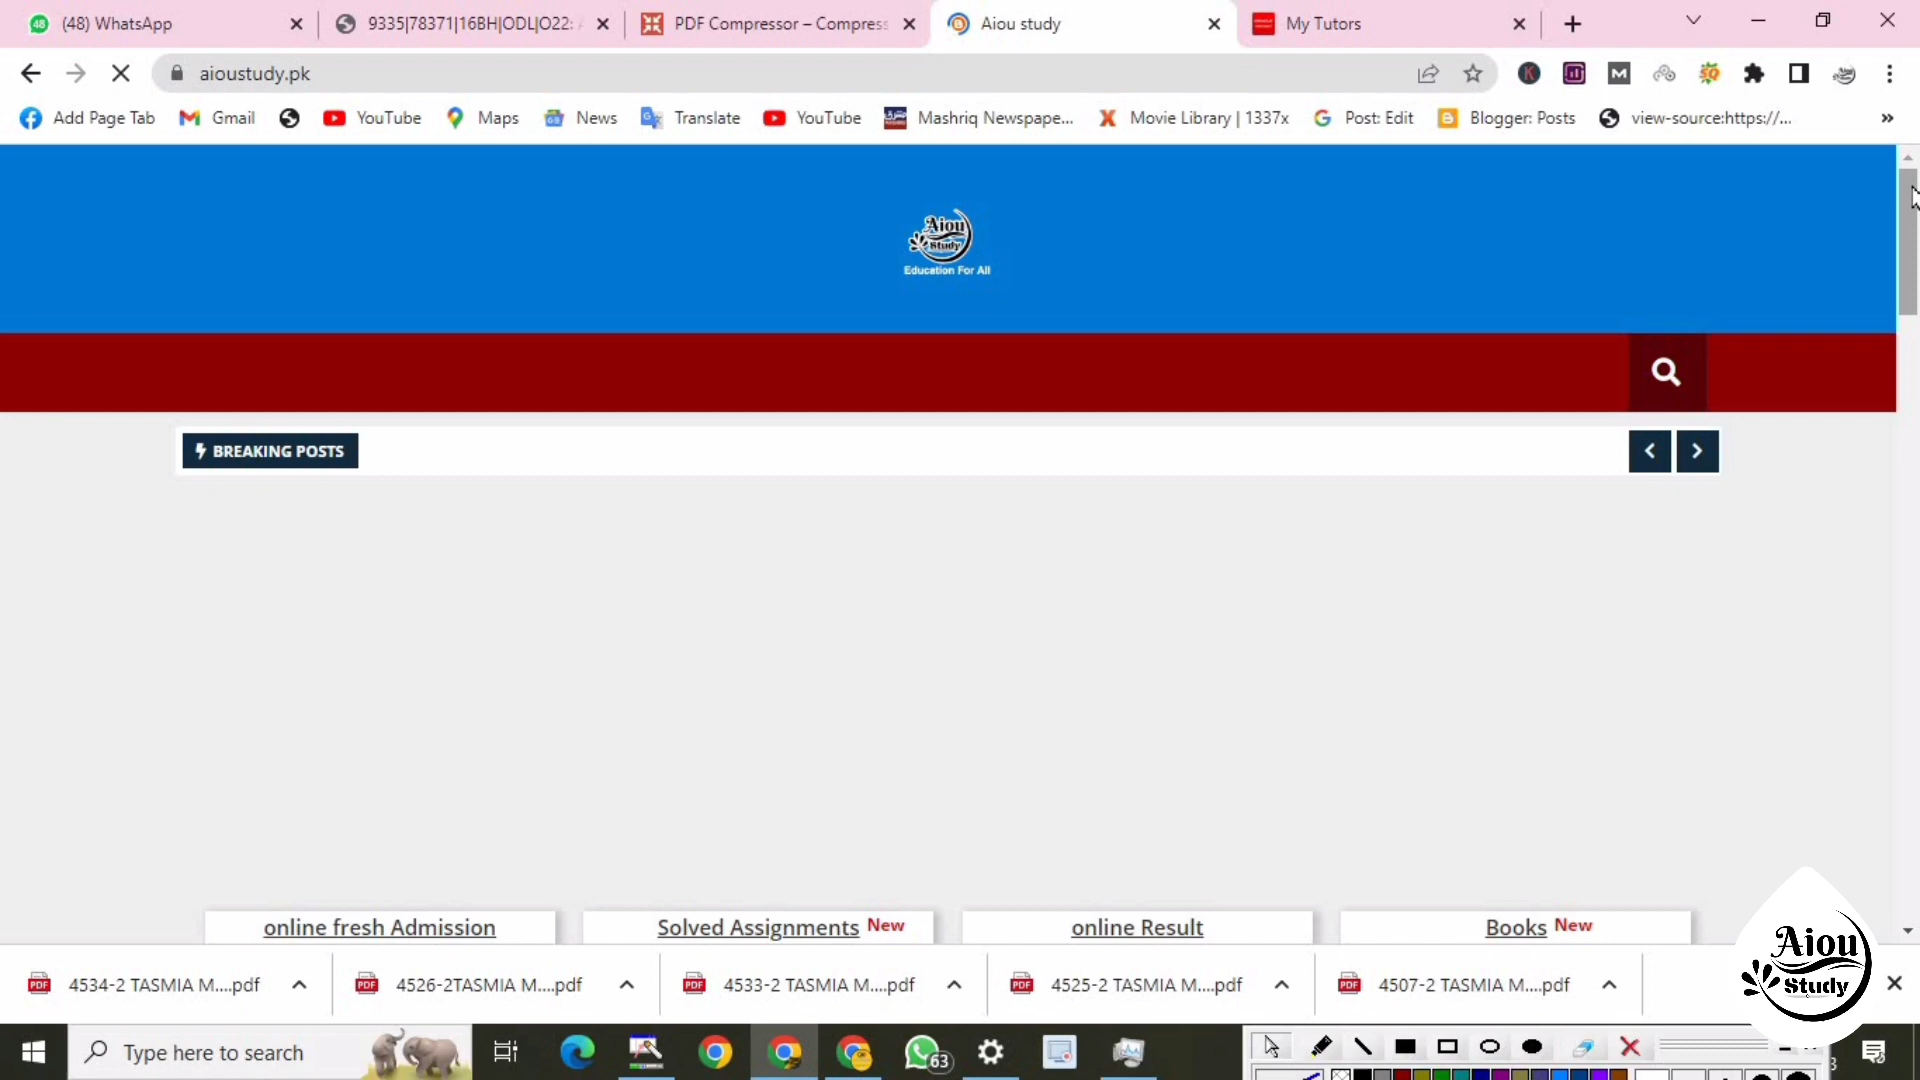 (48) WhatsApp
9335|78371|16BH|ODL|O22:
PDF Compressor – Compress
Aiou study
My Tutors
aioustudy.pk
Add Page Tab
Gmail
YouTube
Maps
News
Translate
YouTube
Mashriq Newspape...
Movie Library | 1337x
Post: Edit
Blogger: Posts
view-source:https://...
»
Aiou
Study
Education For All
BREAKING POSTS
online fresh Admission
Solved Assignments New
online Result
Books New
4534-2 TASMIA M....pdf
4526-2TASMIA M....pdf
4533-2 TASMIA M....pdf
4525-2 TASMIA M....pdf
4507-2 TASMIA M....pdf
Aiou
Study
Type here to search
63